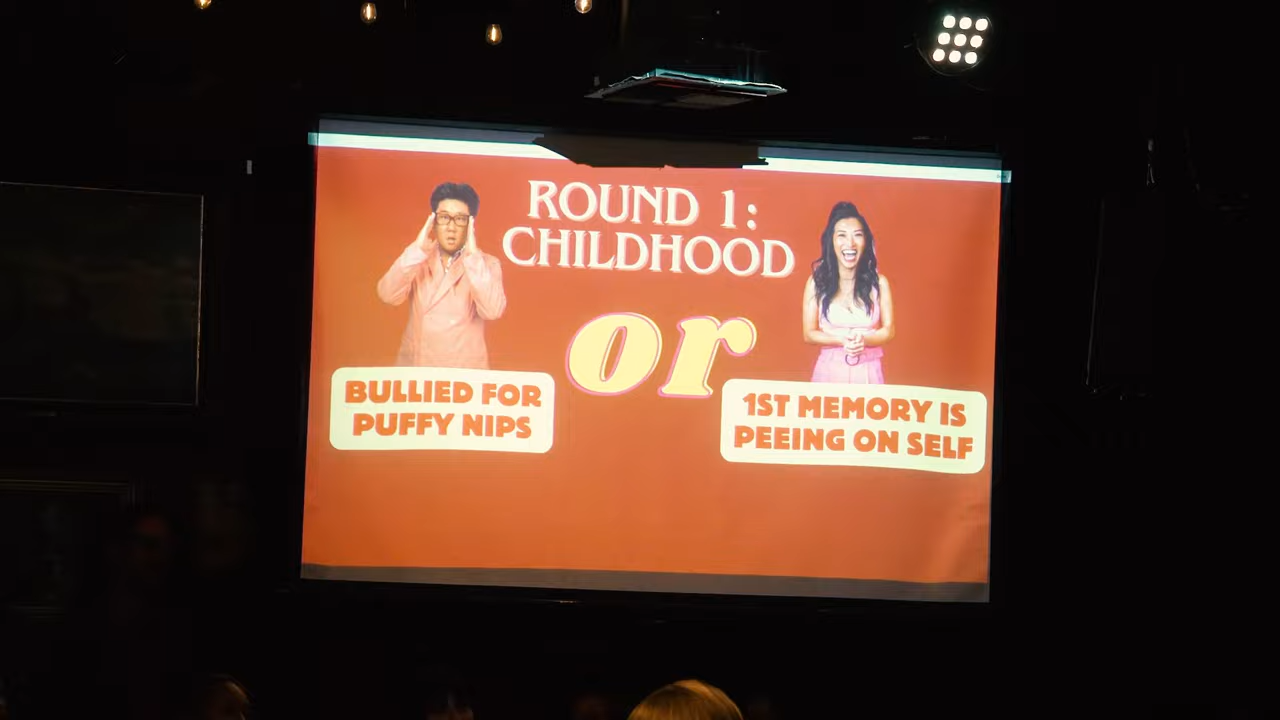 ROUND 1:
CHILDHOOD
or
BULLIED FOR
PUFFY NIPS
1ST MEMORY IS
PEEING ON SELF